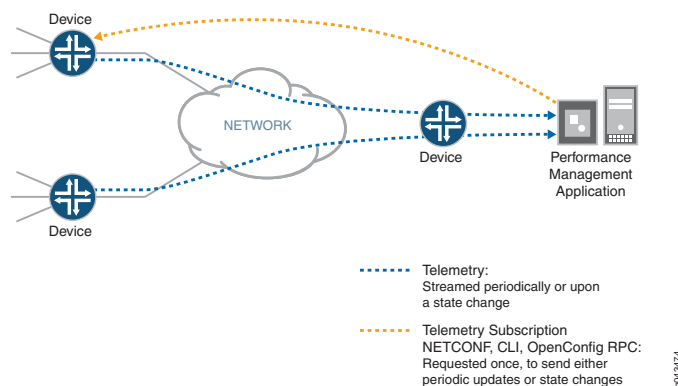 Device
NETWORK
Device
Performance
Management
Application
Device
Telemetry:
Streamed periodically or upon
a state change
Telemetry Subscription
NETCONF, CLI, OpenConfig RPC:
Requested once, to send either
periodic updates or state changes